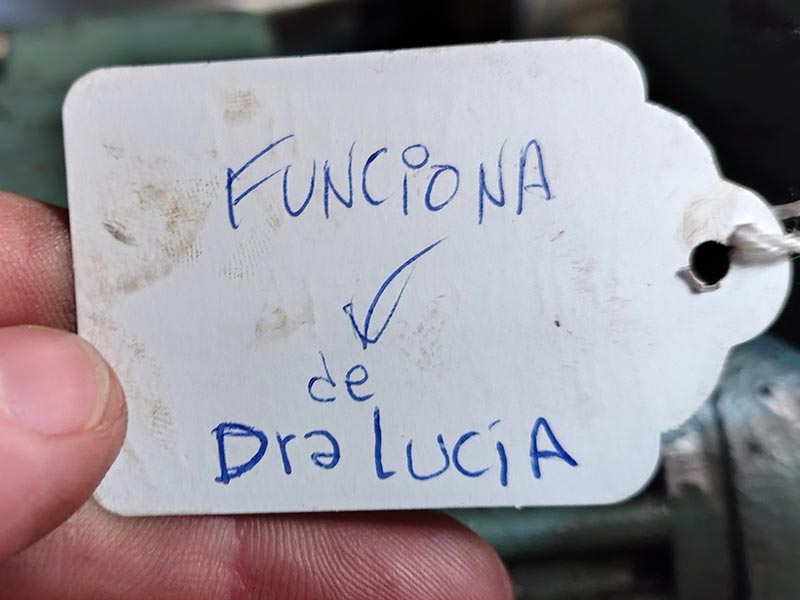 FUNCiONA
✓
de
Dra LUCiA